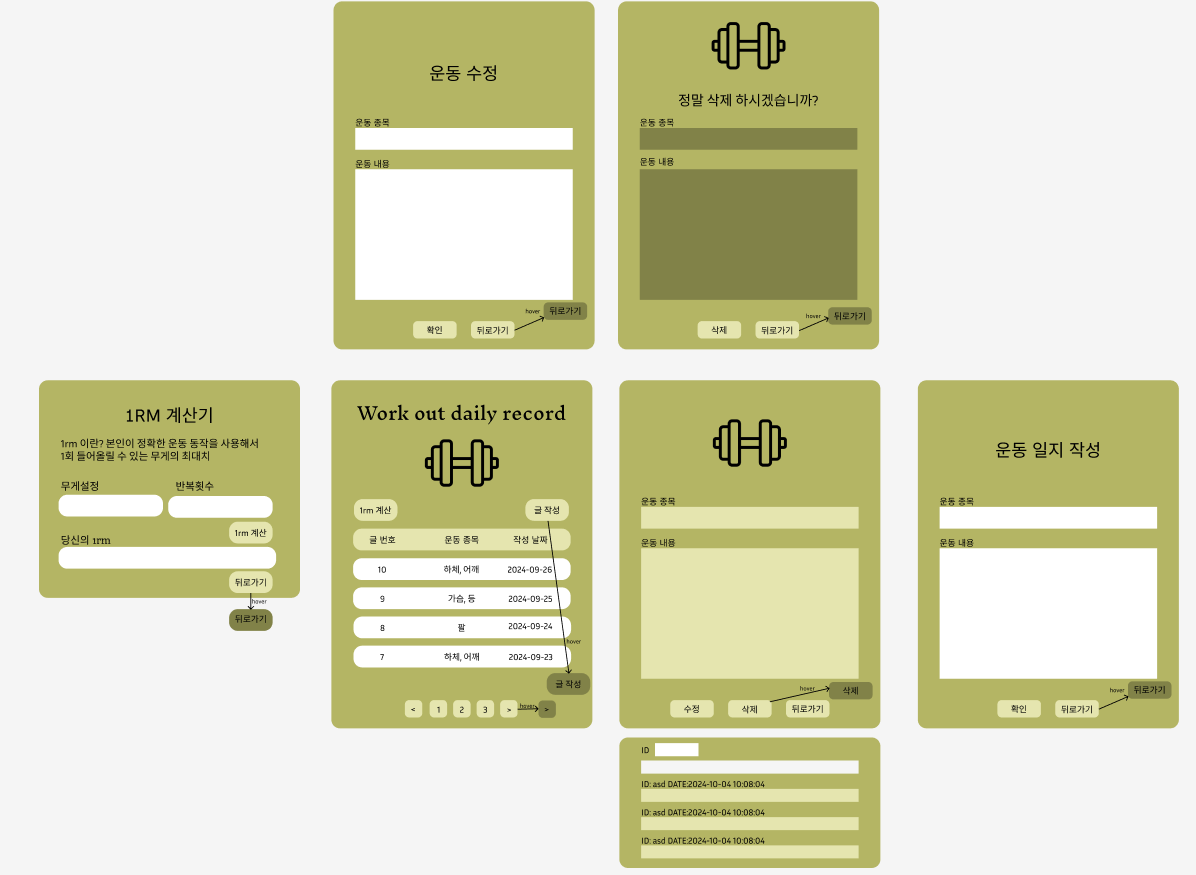 운동 수정
운동 종목
운동 내용
hover
뒤로가기
확인
뒤로가기
정말 삭제 하시겠습니까?
운동 종목
운동 내용
hover
뒤로가기
삭제
뒤로가기
1RM 계산기
1rm 이란? 본인이 정확한 운동 동작을 사용해서
1회 들어올릴 수 있는 무게의 최대치
무게설정 반복횟수
1rm 계산
당신의 1rm
뒤로가기
hover
뒤로가기
Work out daily record
1rm 계산 글 작성
글 번호 운동 종목 작성 날짜
10 하체, 어깨 2024-09-26
9 가슴, 등 2024-09-25
8 팔 2024-09-24
hover
7 하체, 어깨 2024-09-23
글 작성
< 1 2 3 > hover >
운동 종목
운동 내용
hover
삭제
수정 삭제 뒤로가기
ID
ID: asd DATE:2024-10-04 10:08:04
ID: asd DATE:2024-10-04 10:08:04
ID: asd DATE:2024-10-04 10:08:04
운동 일지 작성
운동 종목
운동 내용
hover
뒤로가기
확인
뒤로가기